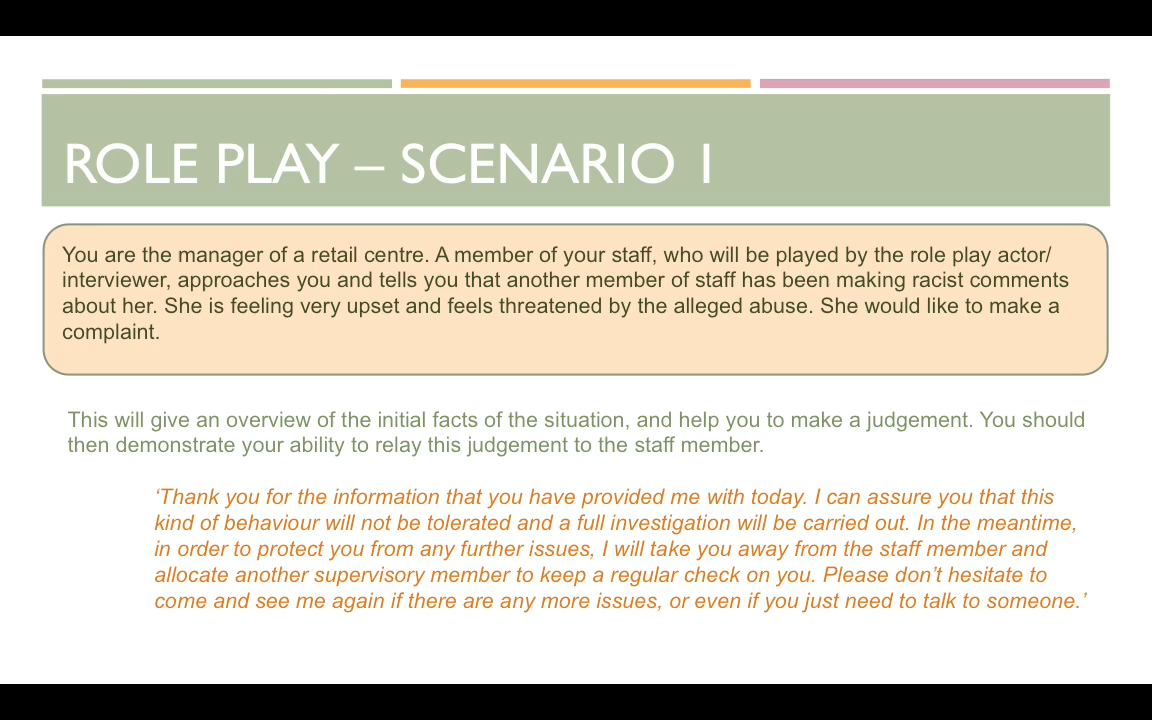 ROLE PLAY – SCENARIO 1
You are the manager of a retail centre. A member of your staff, who will be played by the role play actor/
interviewer, approaches you and tells you that another member of staff has been making racist comments
about her. She is feeling very upset and feels threatened by the alleged abuse. She would like to make a
complaint.
This will give an overview of the initial facts of the situation, and help you to make a judgement. You should
then demonstrate your ability to relay this judgement to the staff member.
‘Thank you for the information that you have provided me with today. I can assure you that this
kind of behaviour will not be tolerated and a full investigation will be carried out. In the meantime,
in order to protect you from any further issues, I will take you away from the staff member and
allocate another supervisory member to keep a regular check on you. Please don’t hesitate to
come and see me again if there are any more issues, or even if you just need to talk to someone.’